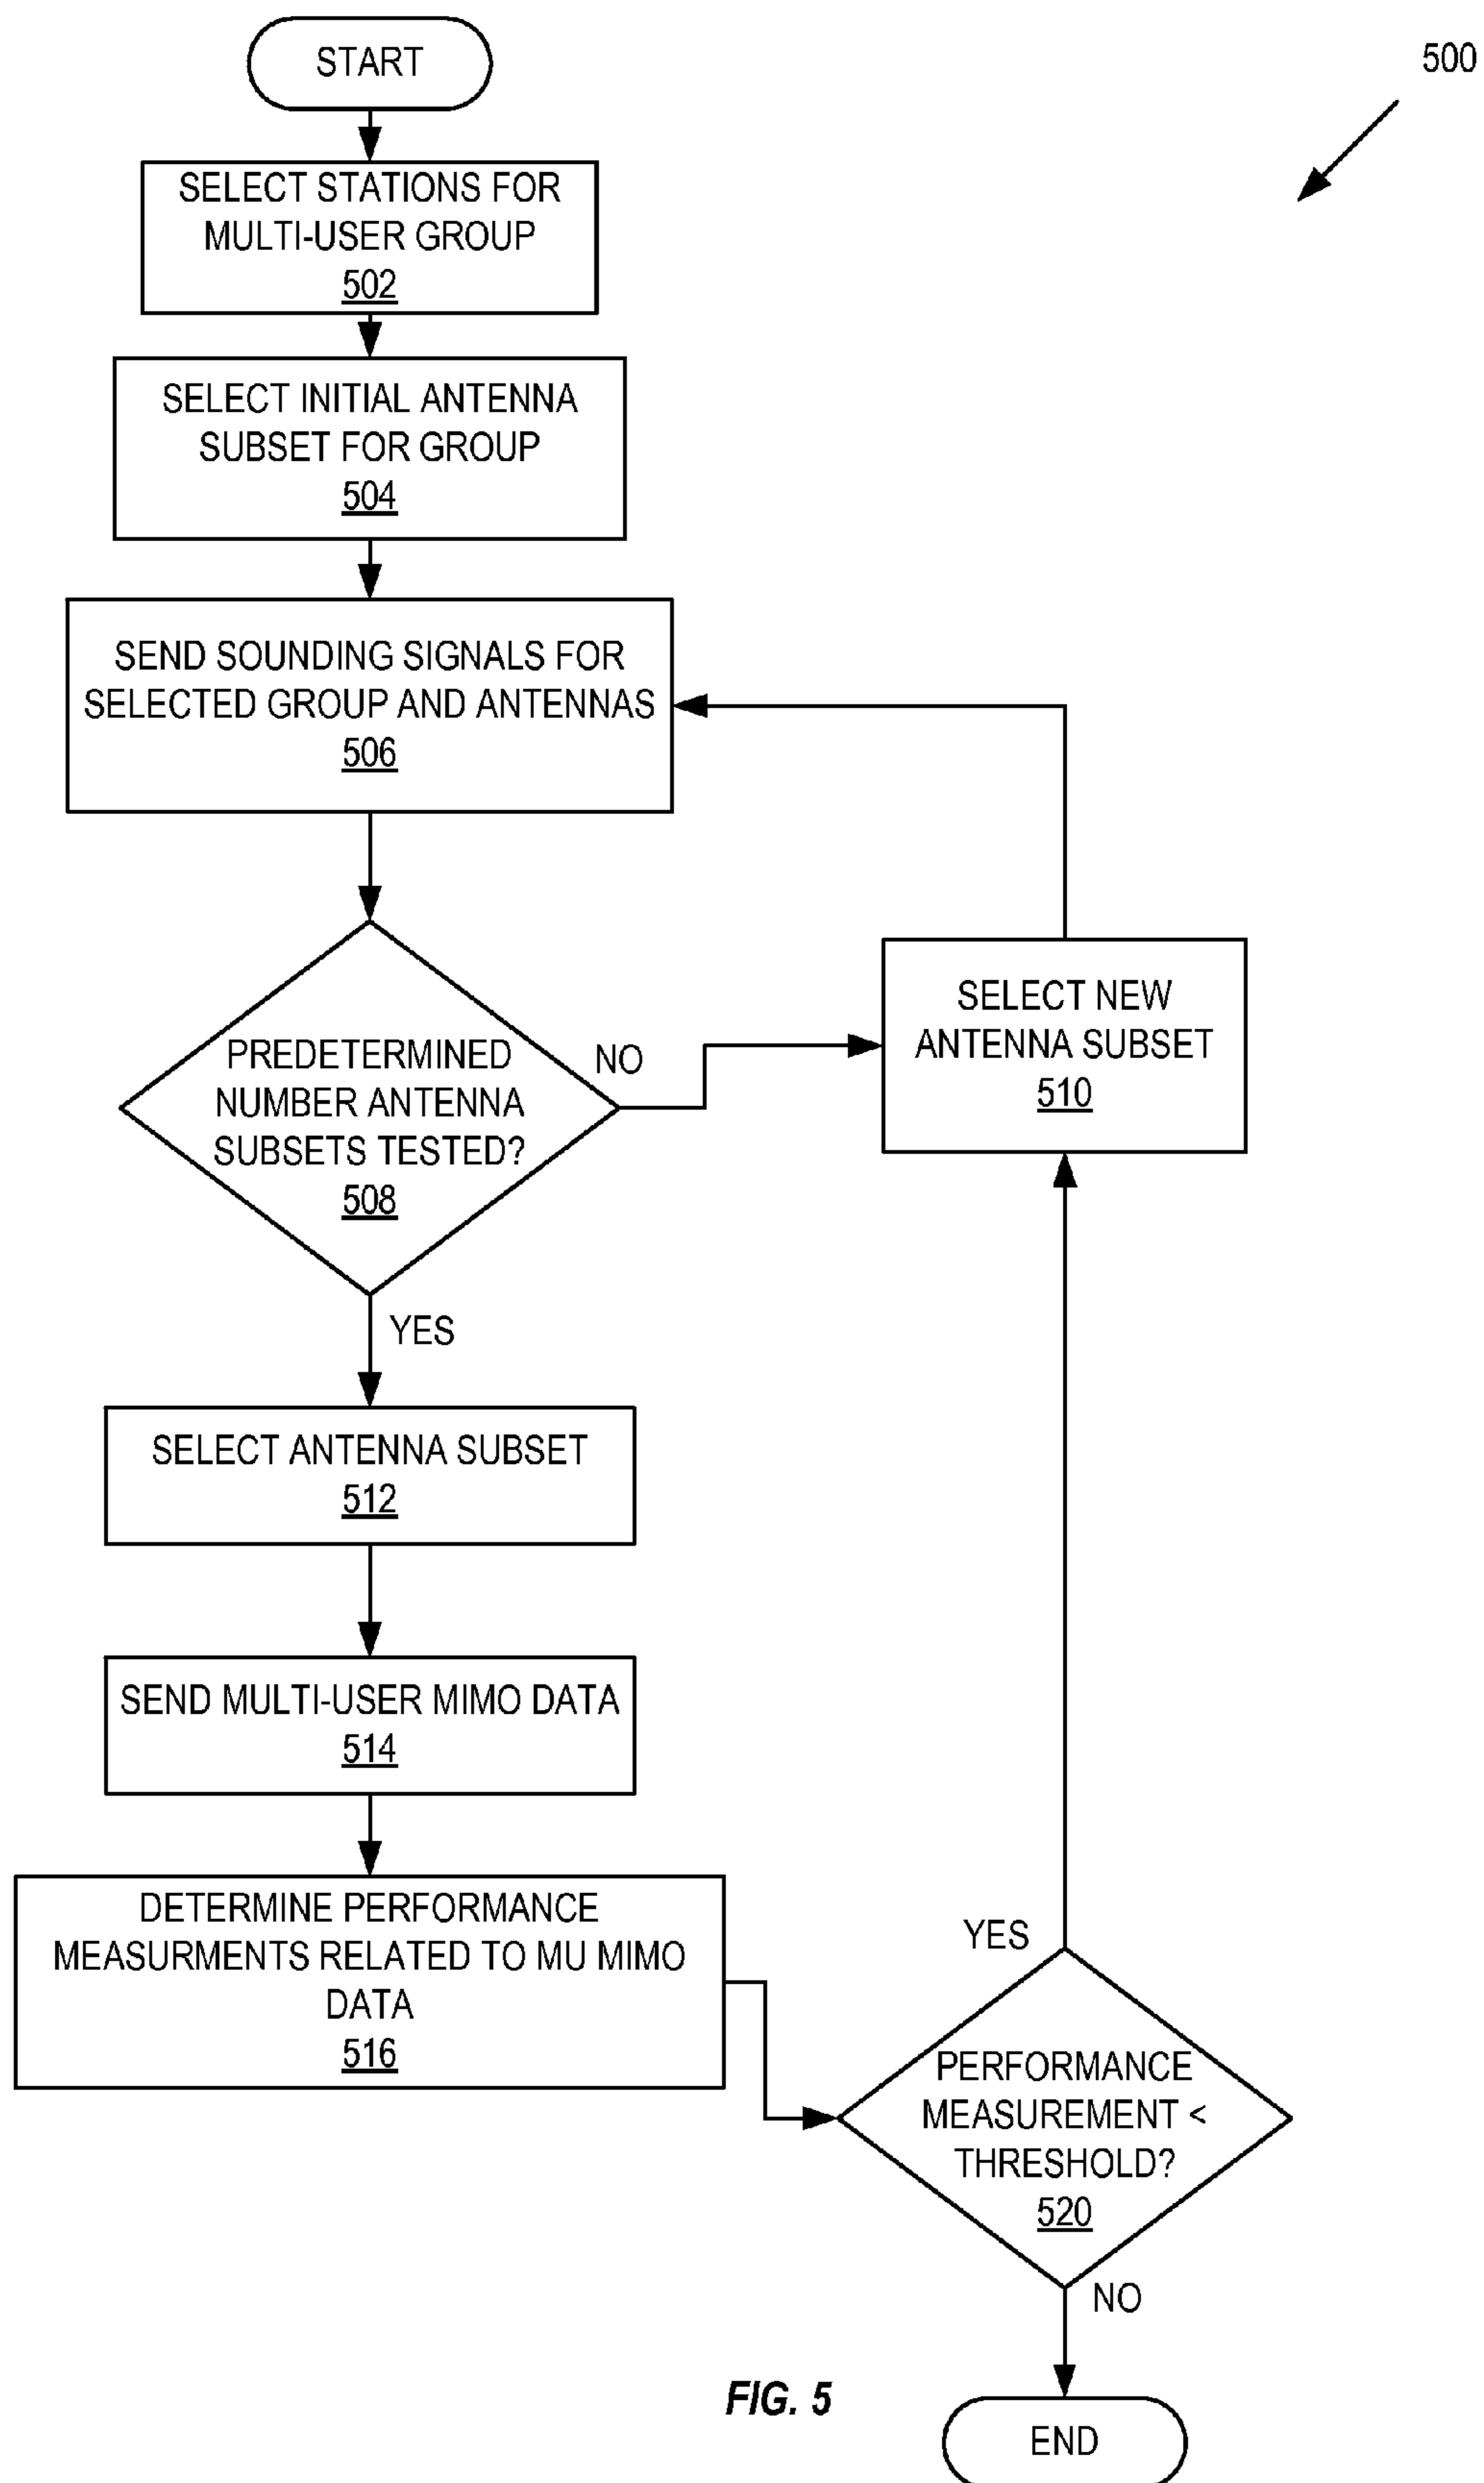 START
500
SELECT STATIONS FOR
MULTI-USER GROUP
502
SELECT INITIAL ANTENNA
SUBSET FOR GROUP
504
SEND SOUNDING SIGNALS FOR
SELECTED GROUP AND ANTENNAS
506
PREDETERMINED
NUMBER ANTENNA
SUBSETS TESTED?
508
NO
SELECT NEW
ANTENNA SUBSET
510
YES
SELECT ANTENNA SUBSET
512
SEND MULTI-USER MIMO DATA
514
DETERMINE PERFORMANCE
MEASURMENTS RELATED TO MU MIMO
DATA
516
YES
PERFORMANCE
MEASUREMENT <
THRESHOLD?
520
NO
FIG. 5
END